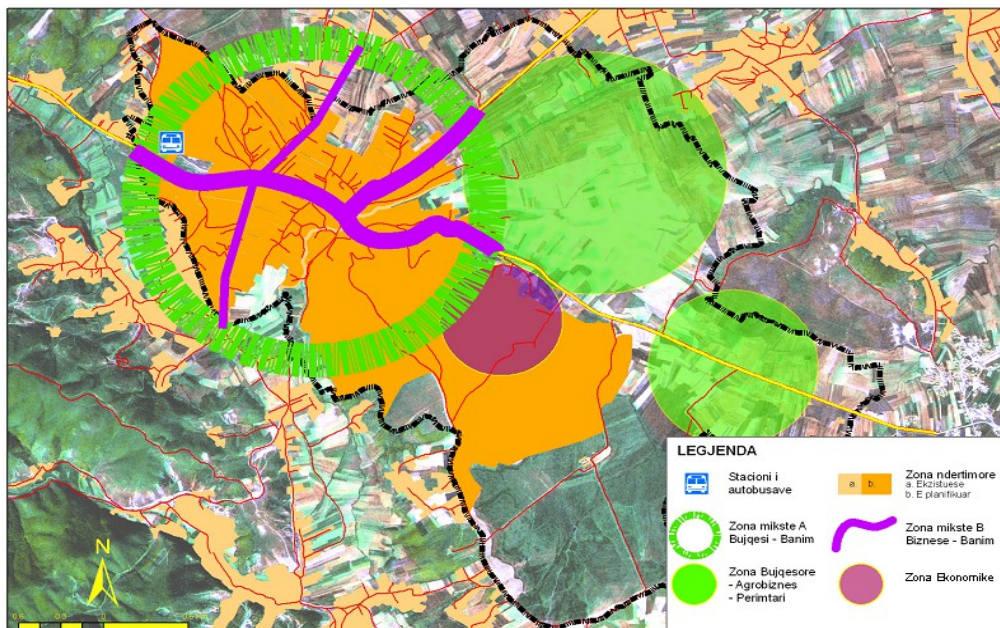 LEGJENDA
Stacioni i
autobusave
a. b.
Zona ndertimore
a. Ekzistuese
b. E planifikuar
Zona mikste A
Bujqesi - Banim
Zona mikste B
Biznese - Banim
Zona Bujqesore
- Agrobiznes
- Perimtari
Zona Ekonomike
N